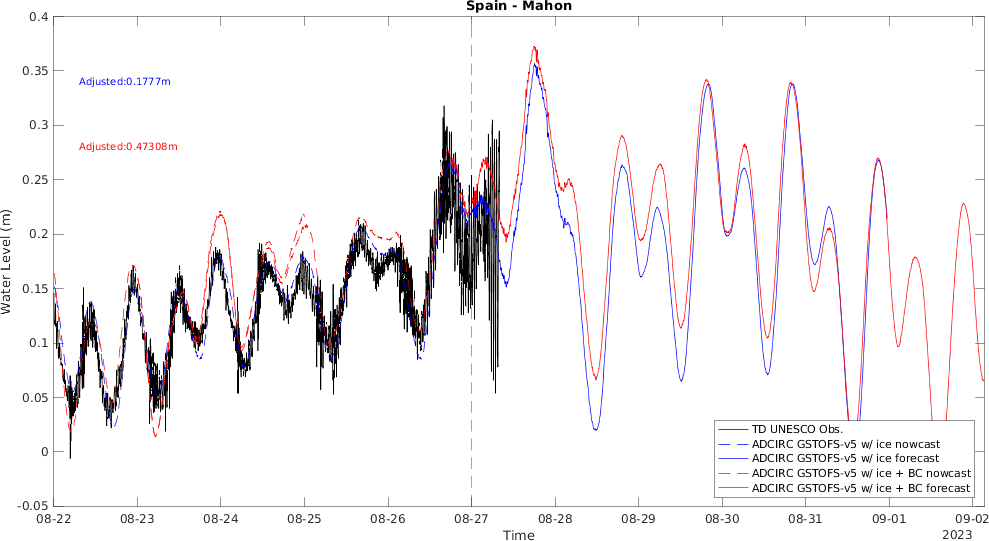 Spain - Mahon
0.4
0.35
0.3
0.25
0.2
0.15
0.1
0.05
0
-0.05
Water Level (m)
Adjusted:0.1777m
Adjusted:0.47308m
TD UNESCO Obs.
ADCIRC GSTOFS-v5 w/ ice nowcast
ADCIRC GSTOFS-v5 w/ ice forecast
ADCIRC GSTOFS-v5 w/ ice + BC nowcast
ADCIRC GSTOFS-v5 w/ ice + BC forecast
08-22 08-23 08-24 08-25 08-26 08-27 08-28 08-29 08-30 08-31 09-01 09-02
Time
2023